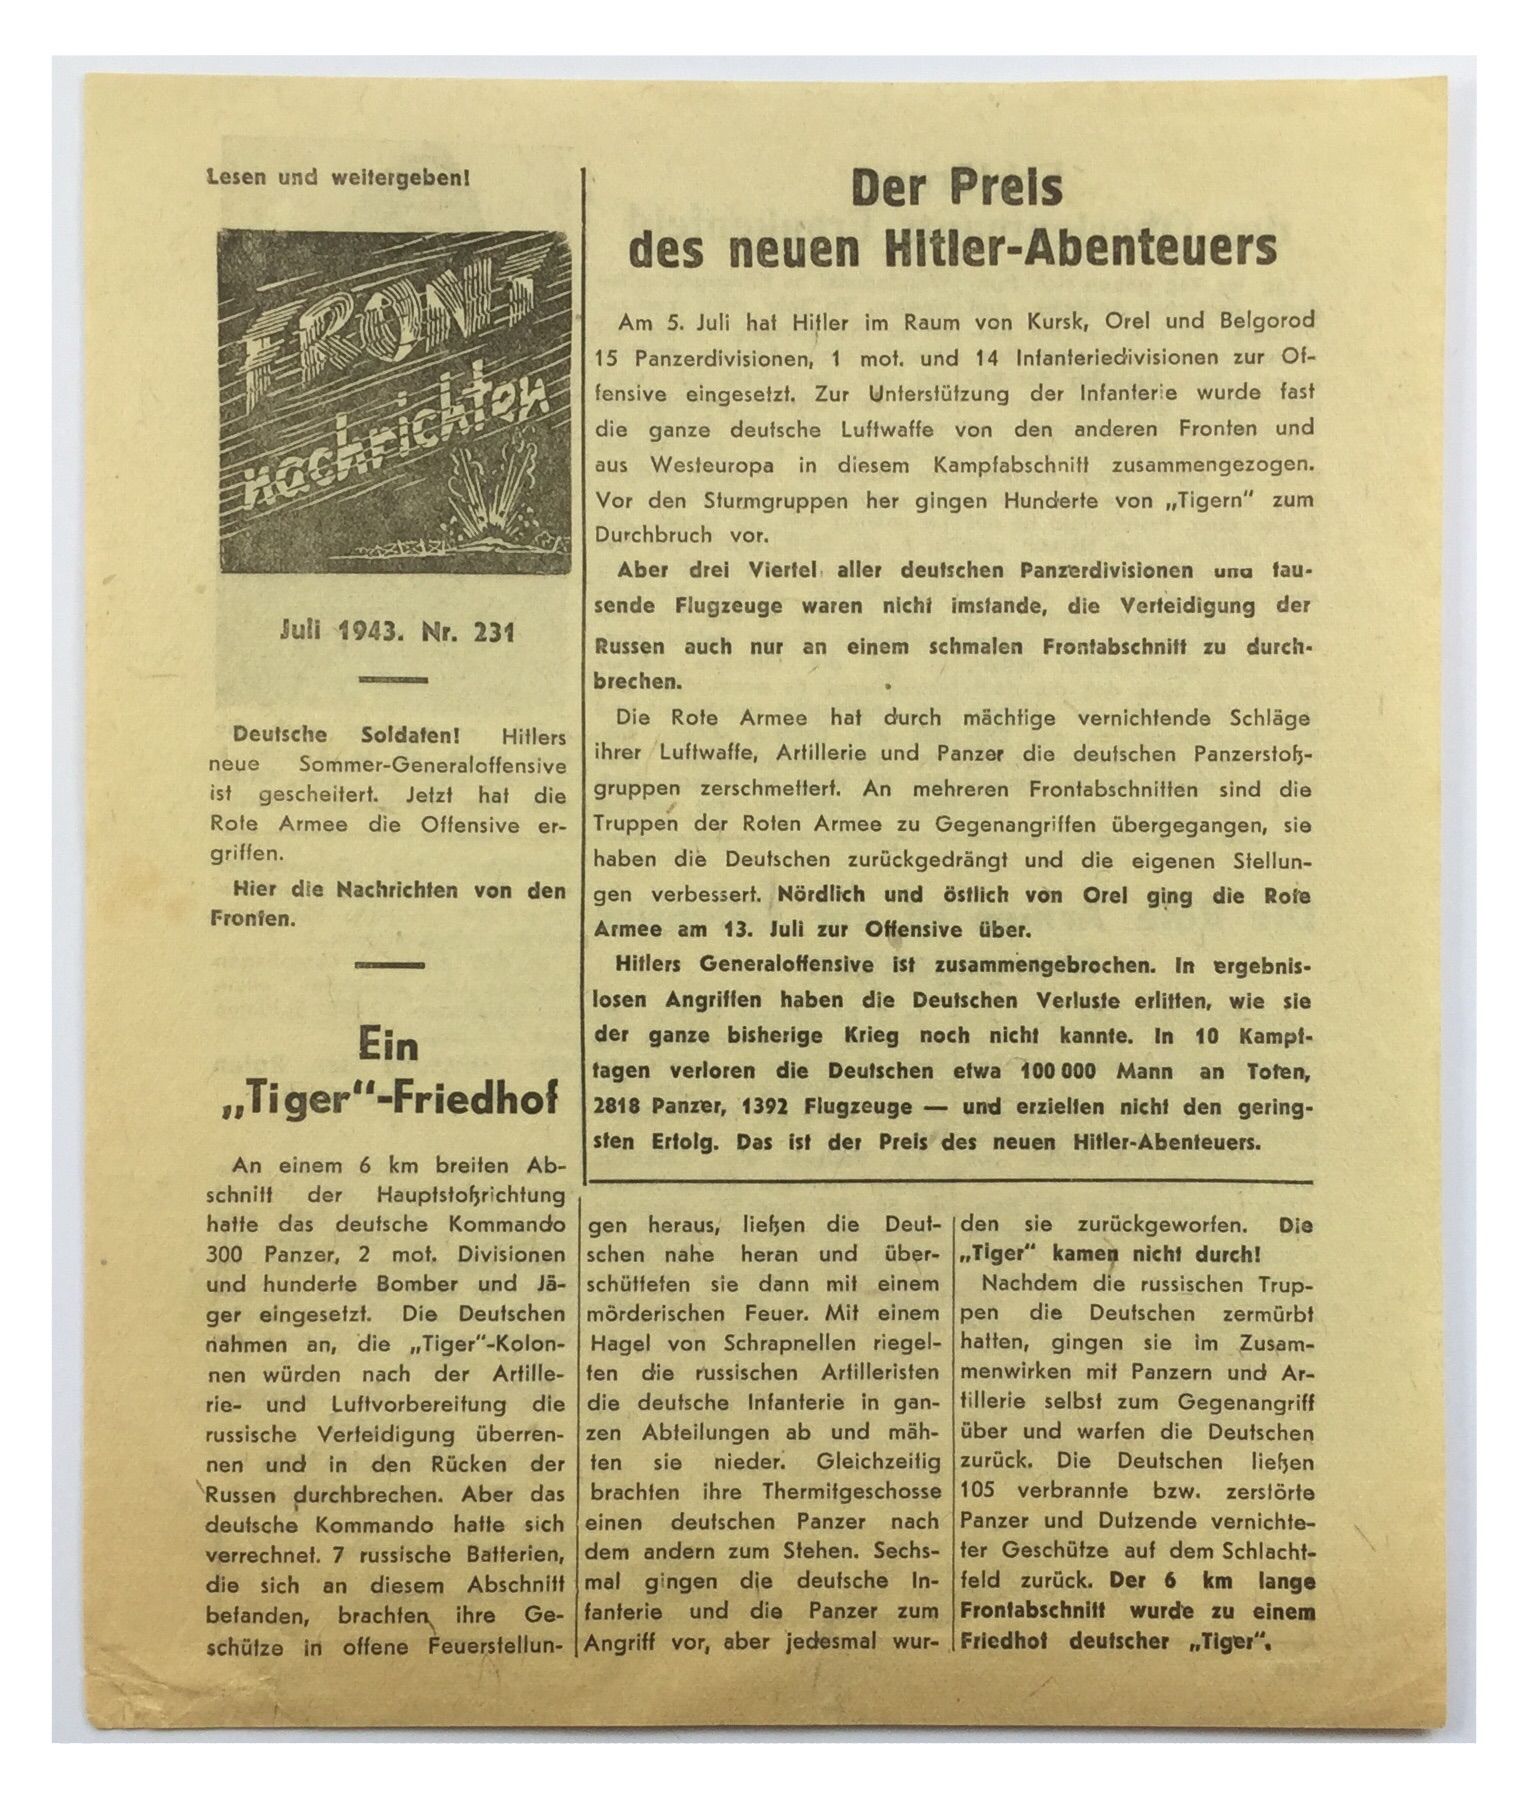 Lesen und weitergeben!
FRONT
nachrichten
Juli 1943. Nr. 231
Deutsche Soldaten! Hitlers
neue Sommer-Generaloffensive
ist gescheitert. Jetzt hat die
Rote Armee die Offensive er-
griffen.
Hier die Nachrichten von den
Fronten.
Der Preis
des neuen Hitler-Abenteuers
Am 5. Juli hat Hitler im Raum von Kursk, Orel und Belgorod
15 Panzerdivisionen, 1 mot. und 14 Infanteriedivisionen zur Of-
fensive eingesetzt. Zur Unterstützung der Infanterie wurde fast
die ganze deutsche Luftwaffe von den anderen Fronten und
aus Westeuropa in diesem Kampfabschnitt zusammengezogen.
Vor den Sturmgruppen her gingen Hunderte von „Tigern“ zum
Durchbruch vor.
Aber drei Viertel aller deutschen Panzerdivisionen und tau-
sende Flugzeuge waren nicht imstande, die Verteidigung der
Russen auch nur an einem schmalen Frontabschnitt zu durch-
brechen.
Die Rote Armee hat durch mächtige vernichtende Schläge
ihrer Luftwaffe, Artillerie und Panzer die deutschen Panzerstoß-
gruppen zerschmettert. An mehreren Frontabschnitten sind die
Truppen der Roten Armee zu Gegenangriffen übergegangen, sie
haben die Deutschen zurückgedrängt und die eigenen Stellun-
gen verbessert. Nördlich und östlich von Orel ging die Rote
Armee am 13. Juli zur Offensive über.
Hitlers Generaloffensive ist zusammengebrochen. In ergebnis-
losen Angriffen haben die Deutschen Verluste erlitten, wie sie
der ganze bisherige Krieg noch nicht kannte. In 10 Kampf-
tagen verloren die Deutschen etwa 100 000 Mann an Toten,
2818 Panzer, 1392 Flugzeuge — und erzielten nicht den gering-
sten Erfolg. Das ist der Preis des neuen Hitler-Abenteuers.
Ein
„Tiger“-Friedhof
An einem 6 km breiten Ab-
schnitt der Hauptstoßrichtung
hatte das deutsche Kommando
300 Panzer, 2 mot. Divisionen
und hunderte Bomber und Jä-
ger eingesetzt. Die Deutschen
nahmen an, die „Tiger“-Kolon-
nen würden nach der Artille-
rie- und Luftvorbereitung die
russische Verteidigung überren-
nen und in den Rücken der
Russen durchbrechen. Aber das
deutsche Kommando hatte sich
verrechnet. 7 russische Batterien,
die sich an diesem Abschnitt
befanden, brachten ihre Ge-
schütze in offene Feuerstellun-
gen heraus, ließen die Deut-
schen nahe heran und über-
schütteten sie dann mit einem
mörderischen Feuer. Mit einem
Hagel von Schrapnellen riegel-
ten die russischen Artilleristen
die deutsche Infanterie in gan-
zen Abteilungen ab und mäh-
ten sie nieder. Gleichzeitig
brachten ihre Thermitgeschosse
einen deutschen Panzer nach
dem andern zum Stehen. Sechs-
mal gingen die deutsche In-
fanterie und die Panzer zum
Angriff vor, aber jedesmal wur-
den sie zurückgeworfen. Die
„Tiger“ kamen nicht durch!
Nachdem die russischen Trup-
pen die Deutschen zermürbt
hatten, gingen sie im Zusam-
menwirken mit Panzern und Ar-
tillerie selbst zum Gegenangriff
über und warfen die Deutschen
zurück. Die Deutschen ließen
105 verbrannte bzw. zerstörte
Panzer und Dutzende vernichte-
ter Geschütze auf dem Schlacht-
feld zurück. Der 6 km lange
Frontabschnitt wurde zu einem
Friedhof deutscher „Tiger“.